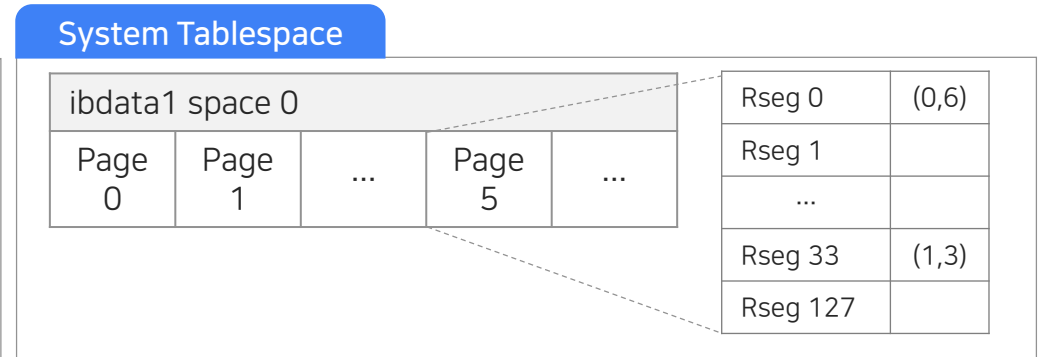 System Tablespace
ibdata1 space 0
Page
0
Page
1
...
Page
5
...
Rseg 0 (0,6)
Rseg 1
...
Rseg 33 (1,3)
Rseg 127